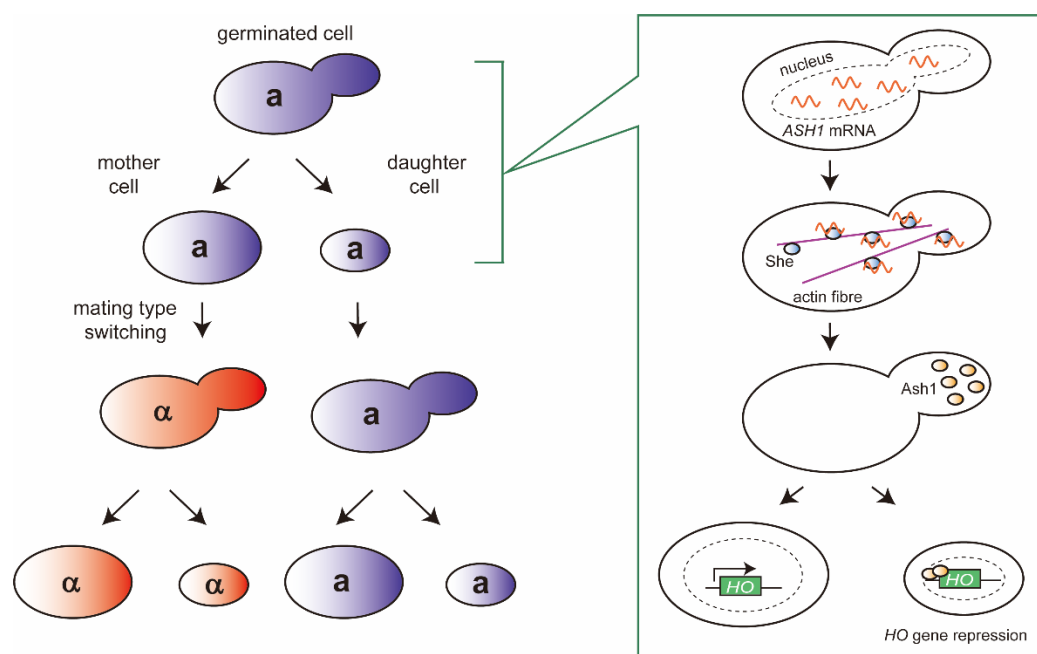 germinated cell
a
mother
cell
daughter
cell
a
a
mating type
switching
α
a
α
α
a
a
nucleus
ASH1 mRNA
She
actin fibre
Ash1
HO
HO
HO gene repression